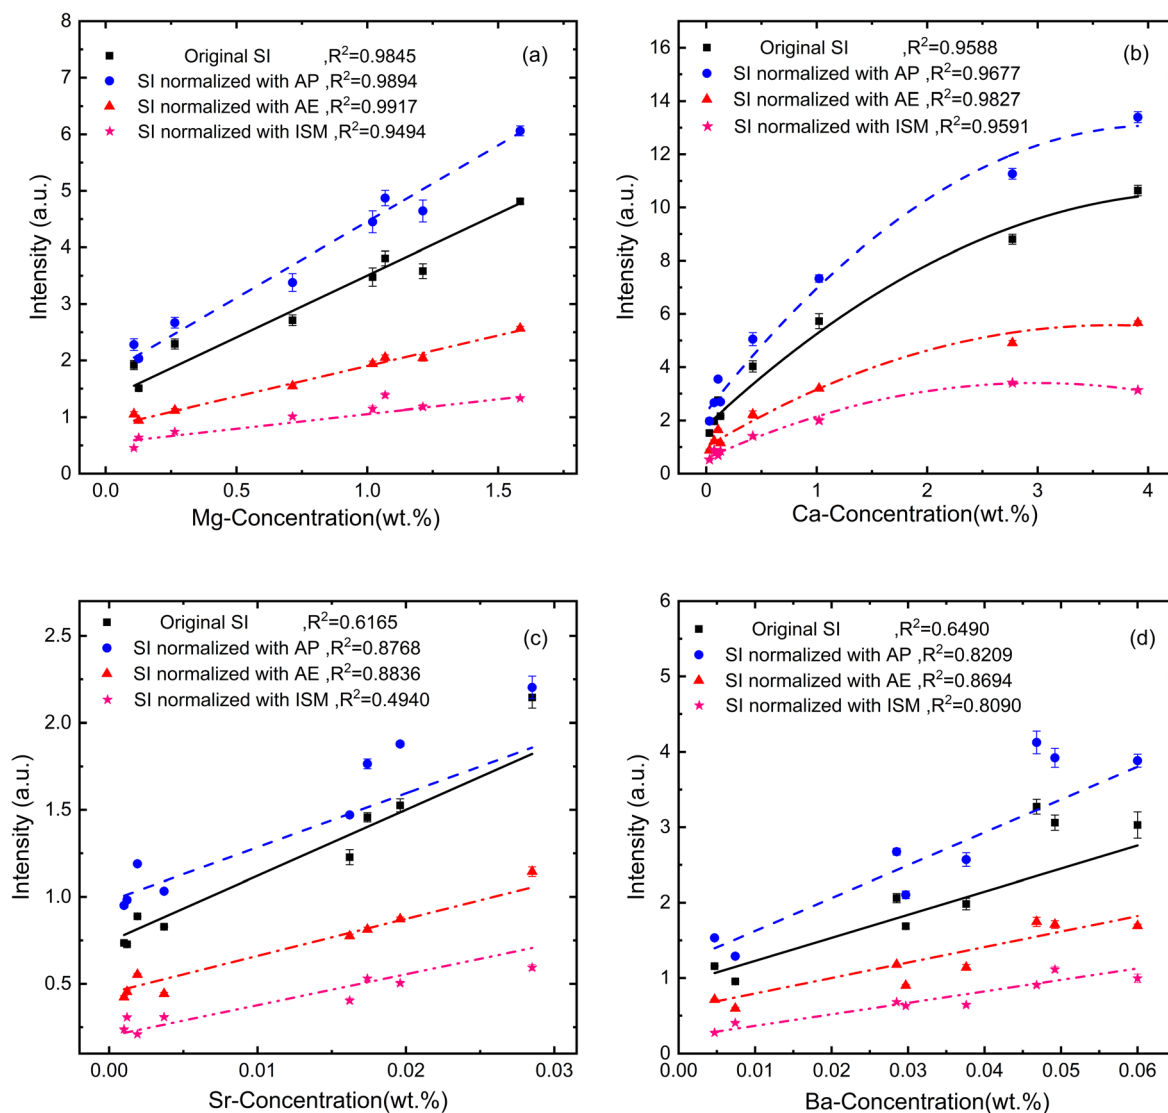 (a)
Original SI ,R²=0.9845
SI normalized with AP ,R²=0.9894
SI normalized with AE ,R²=0.9917
SI normalized with ISM ,R²=0.9494
8
7
6
5
4
3
2
1
0
Intensity (a.u.)
0.0 0.5 1.0 1.5
Mg-Concentration(wt.%)
(b)
Original SI ,R²=0.9588
SI normalized with AP ,R²=0.9677
SI normalized with AE ,R²=0.9827
SI normalized with ISM ,R²=0.9591
16
14
12
10
8
6
4
2
0
Intensity (a.u.)
0 1 2 3 4
Ca-Concentration(wt.%)
(c)
Original SI ,R²=0.6165
SI normalized with AP ,R²=0.8768
SI normalized with AE ,R²=0.8836
SI normalized with ISM ,R²=0.4940
2.5
2.0
1.5
1.0
0.5
Intensity (a.u.)
0.00 0.01 0.02 0.03
Sr-Concentration(wt.%)
(d)
Original SI ,R²=0.6490
SI normalized with AP ,R²=0.8209
SI normalized with AE ,R²=0.8694
SI normalized with ISM ,R²=0.8090
6
5
4
3
2
1
0
Intensity (a.u.)
0.00 0.01 0.02 0.03 0.04 0.05 0.06
Ba-Concentration(wt.%)